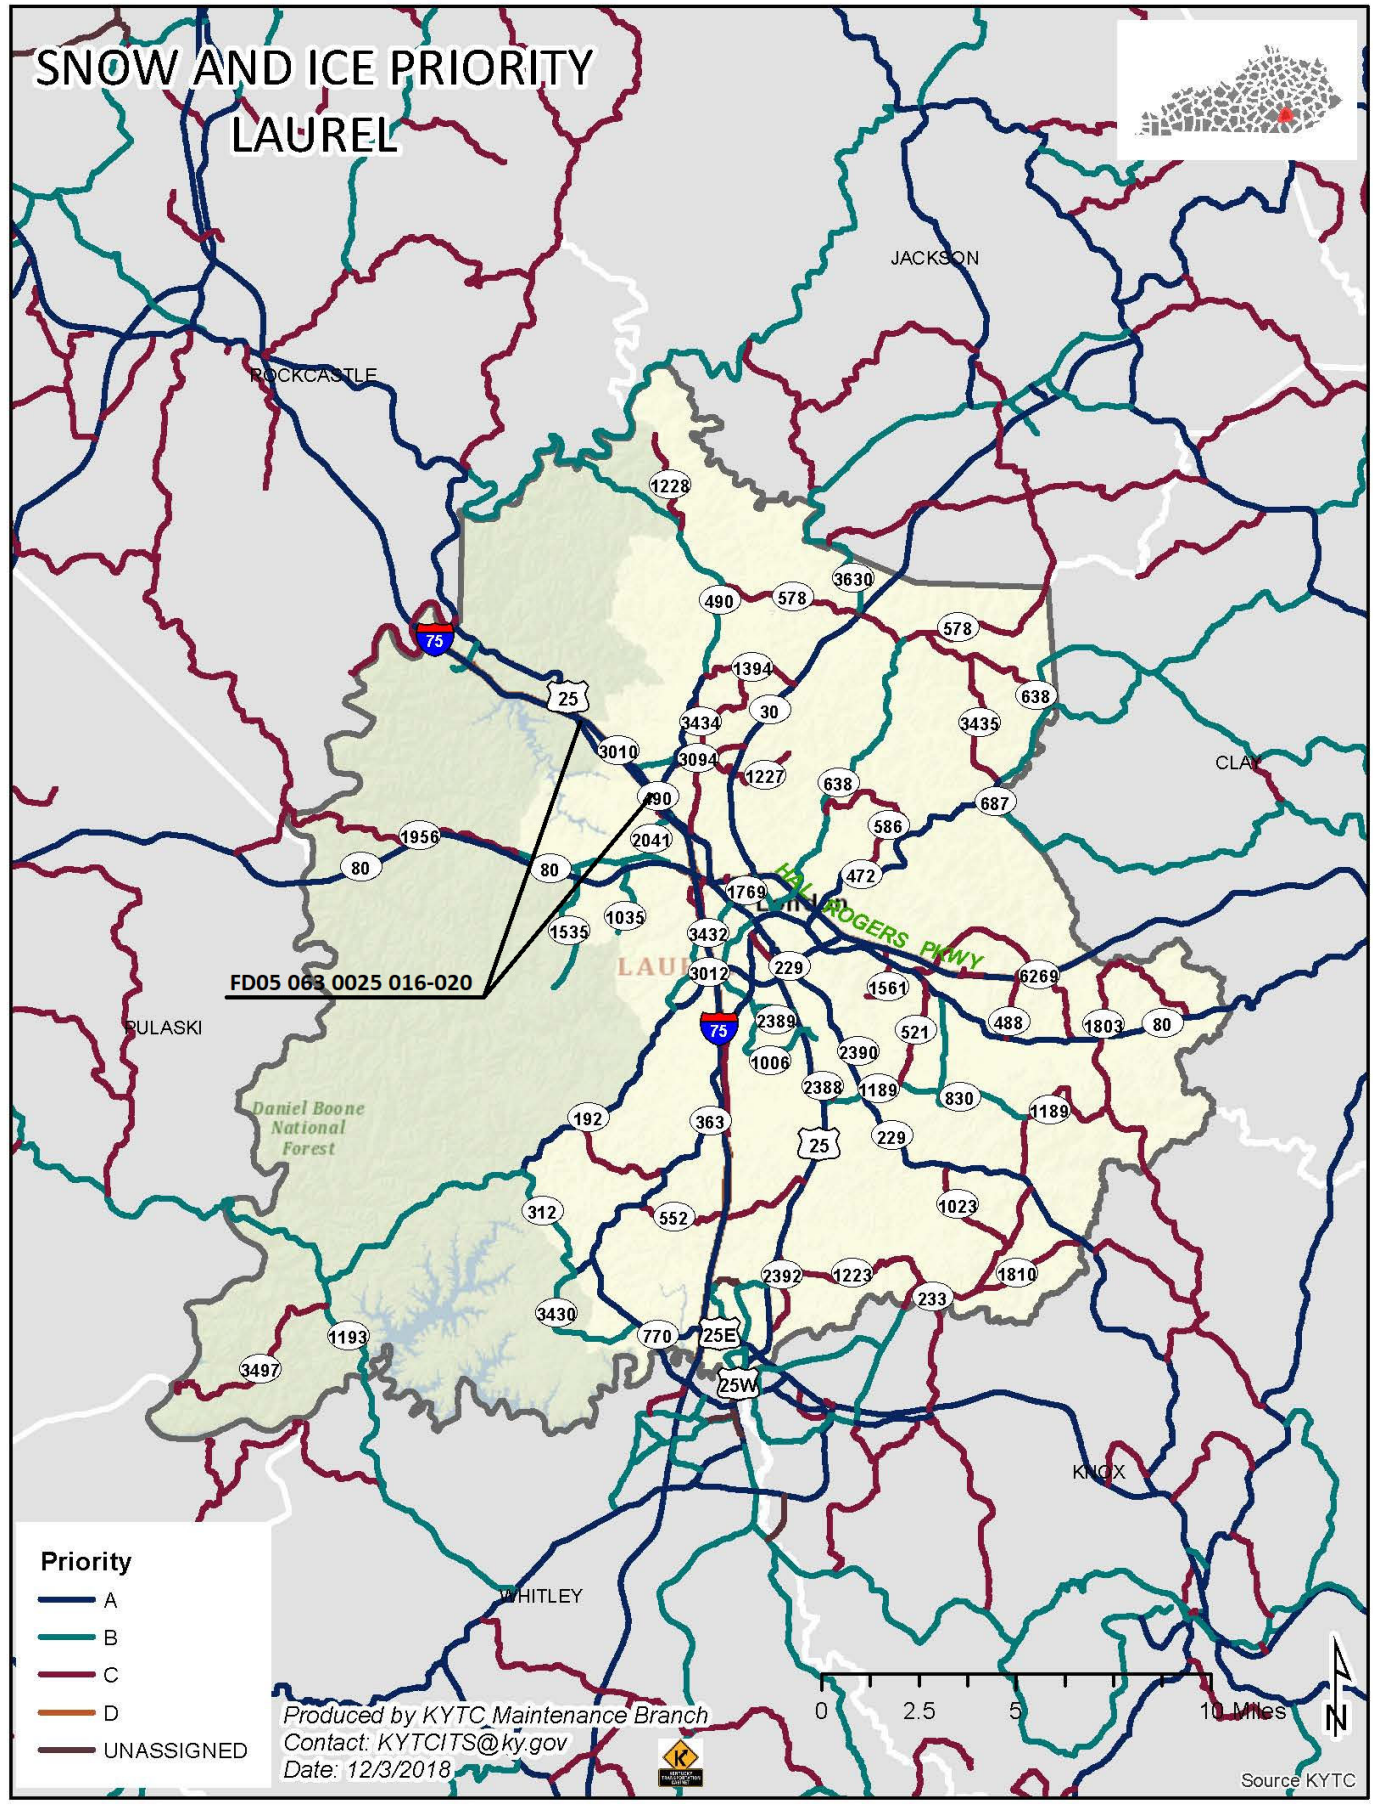 SNOW AND ICE PRIORITY
LAUREL
JACKSON
ROCKCASTLE
1228
3630
490
578
578
75
1394
638
25
30
3434
3435
3010
3094
1227
CLAY
638
490
687
586
1956
2041
80
80
472
HAL ROGERS PKWY
1769
London
1035
1535
3432
LAU
229
3012
6269
FD05 063 0025 016-020
1561
75
2389
488
1803
80
PULASKI
521
2390
1006
2388
1189
830
Daniel Boone
National
Forest
1189
192
363
25
229
1023
312
552
2392
1223
1810
233
3430
770
25E
1193
3497
25W
KNOX
WHITLEY
Priority
A
B
C
D
UNASSIGNED
0 2.5 5 10 Miles
N
Produced by KYTC Maintenance Branch
Contact: KYTCITS@ky.gov
Date: 12/3/2018
Source KYTC